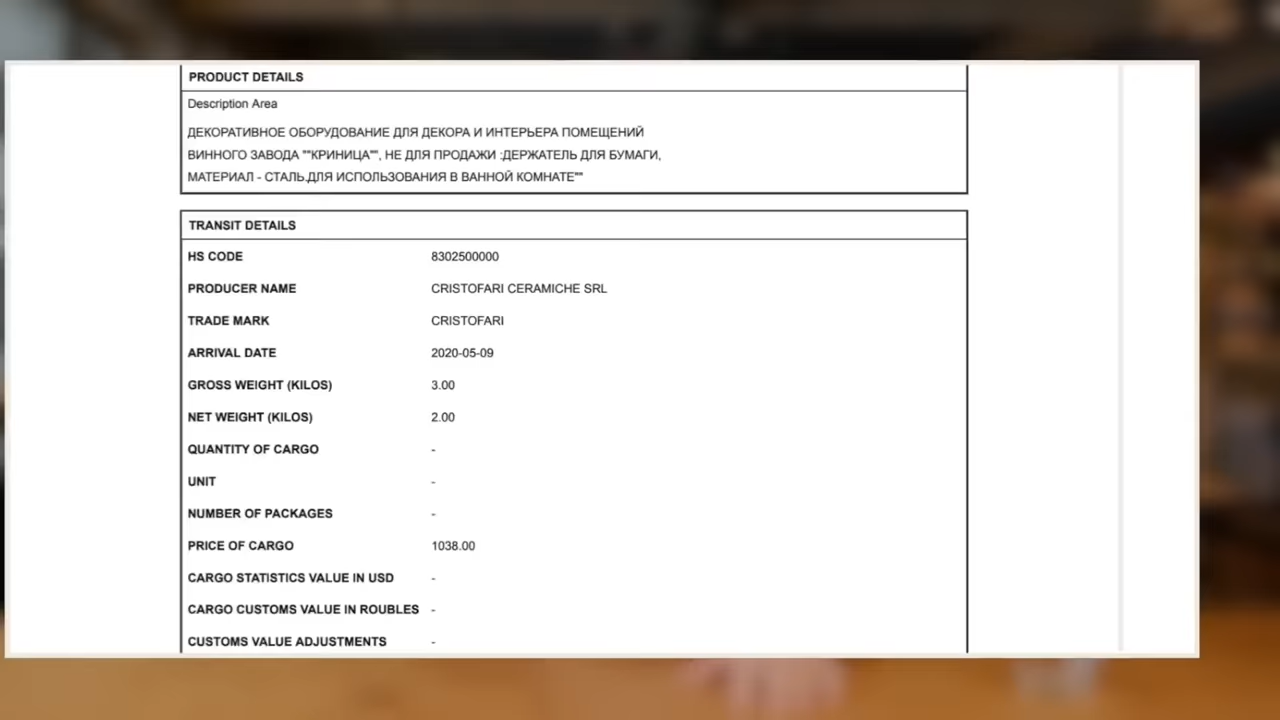 PRODUCT DETAILS
Description Area
ДЕКОРАТИВНОЕ ОБОРУДОВАНИЕ ДЛЯ ДЕКОРА И ИНТЕРЬЕРА ПОМЕЩЕНИЙ
ВИННОГО ЗАВОДА ""КРИНИЦА"", НЕ ДЛЯ ПРОДАЖИ :ДЕРЖАТЕЛЬ ДЛЯ БУМАГИ,
МАТЕРИАЛ - СТАЛЬ.ДЛЯ ИСПОЛЬЗОВАНИЯ В ВАННОЙ КОМНАТЕ""
TRANSIT DETAILS
HS CODE 8302500000
PRODUCER NAME CRISTOFARI CERAMICHE SRL
TRADE MARK CRISTOFARI
ARRIVAL DATE 2020-05-09
GROSS WEIGHT (KILOS) 3.00
NET WEIGHT (KILOS) 2.00
QUANTITY OF CARGO -
UNIT -
NUMBER OF PACKAGES -
PRICE OF CARGO 1038.00
CARGO STATISTICS VALUE IN USD -
CARGO CUSTOMS VALUE IN ROUBLES -
CUSTOMS VALUE ADJUSTMENTS -